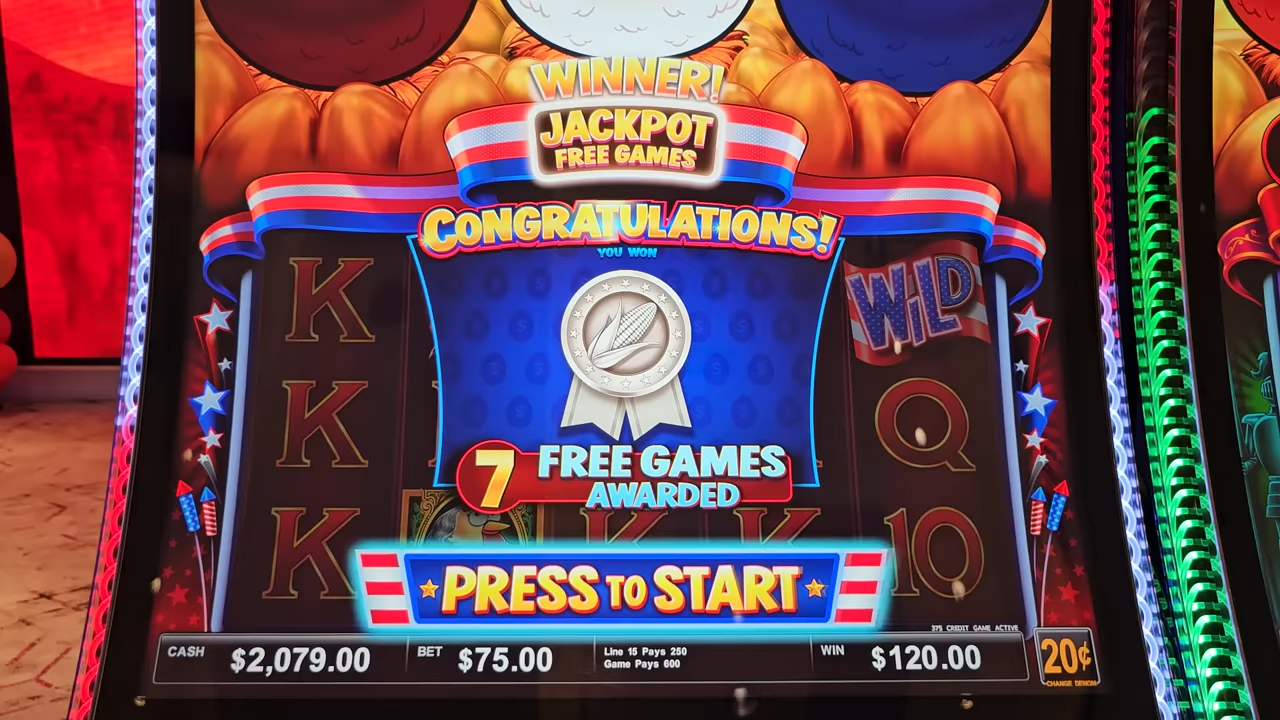 WINNER!
JACKPOT
FREE GAMES
CONGRATULATIONS!
YOU WON
K
WILD
K
Q
7 FREE GAMES
AWARDED
K
K
K
10
PRESS TO START
375 CREDIT GAME ACTIVE
CASH $2,079.00
BET $75.00
Line 15 Pays 250
Game Pays 600
WIN $120.00
20¢
CHANGE DENOM